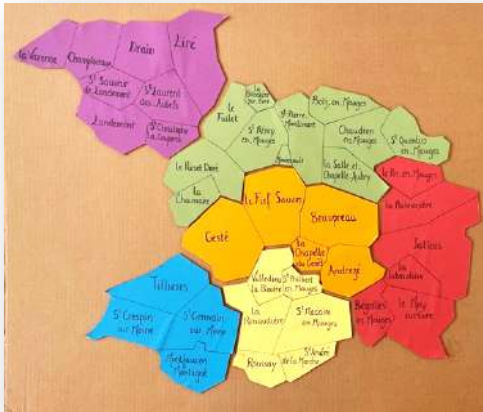 La Varenne
Champtoceaux
Drain
Liré
St Sauveur
de Landemont
St Laurent
des Autels
Landemont
St Christophe
La Couperie
le Fuilet
La
Boissière
sur Evre
St Rémy
en Mauges
St Pierre
Montlimart
Botz en Mauges
Chaudron
en Mauges
St Quentin
en Mauges
le Puiset Doré
La
Chaussaire
La Salle et
Chapelle Aubry
le Pin en Mauges
La Poitevinière
Jallais
La
Jubaudière
Bégrolles
en Mauges
le May
sur Evre
le Fief Sauvin
Beaupreau
Gesté
La
Chapelle
du Genêt
Andrezé
Tillières
St Crespin
sur Moine
St Germain
sur Moine
Montfaucon
Montigné
Villedieu
la Blouère
St Philbert
en Mauges
La
Renaudière
St Macaire
en Mauges
Roussay
St André
de la Marche